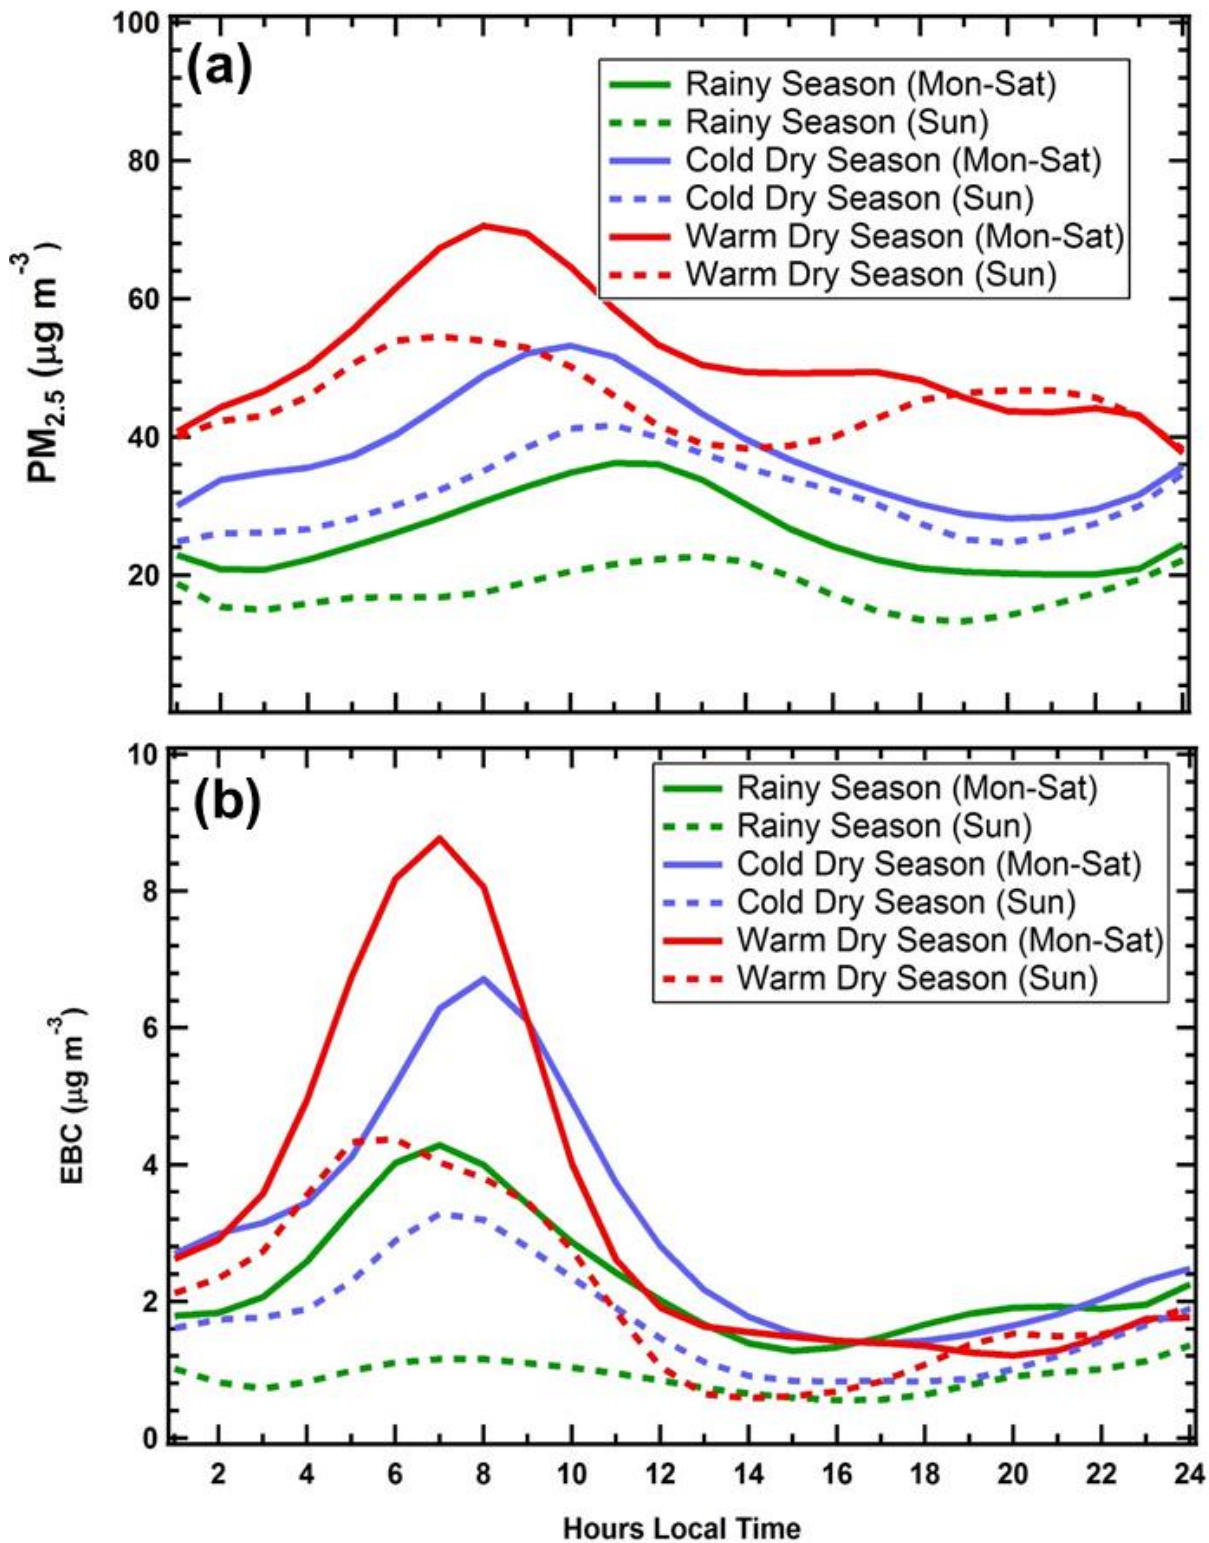 100
80
60
40
20
PM2.5 (µg m-3)
(a)
Rainy Season (Mon-Sat)
Rainy Season (Sun)
Cold Dry Season (Mon-Sat)
Cold Dry Season (Sun)
Warm Dry Season (Mon-Sat)
Warm Dry Season (Sun)
10
8
6
4
2
0
EBC (µg m-3)
(b)
Rainy Season (Mon-Sat)
Rainy Season (Sun)
Cold Dry Season (Mon-Sat)
Cold Dry Season (Sun)
Warm Dry Season (Mon-Sat)
Warm Dry Season (Sun)
2 4 6 8 10 12 14 16 18 20 22 24
Hours Local Time